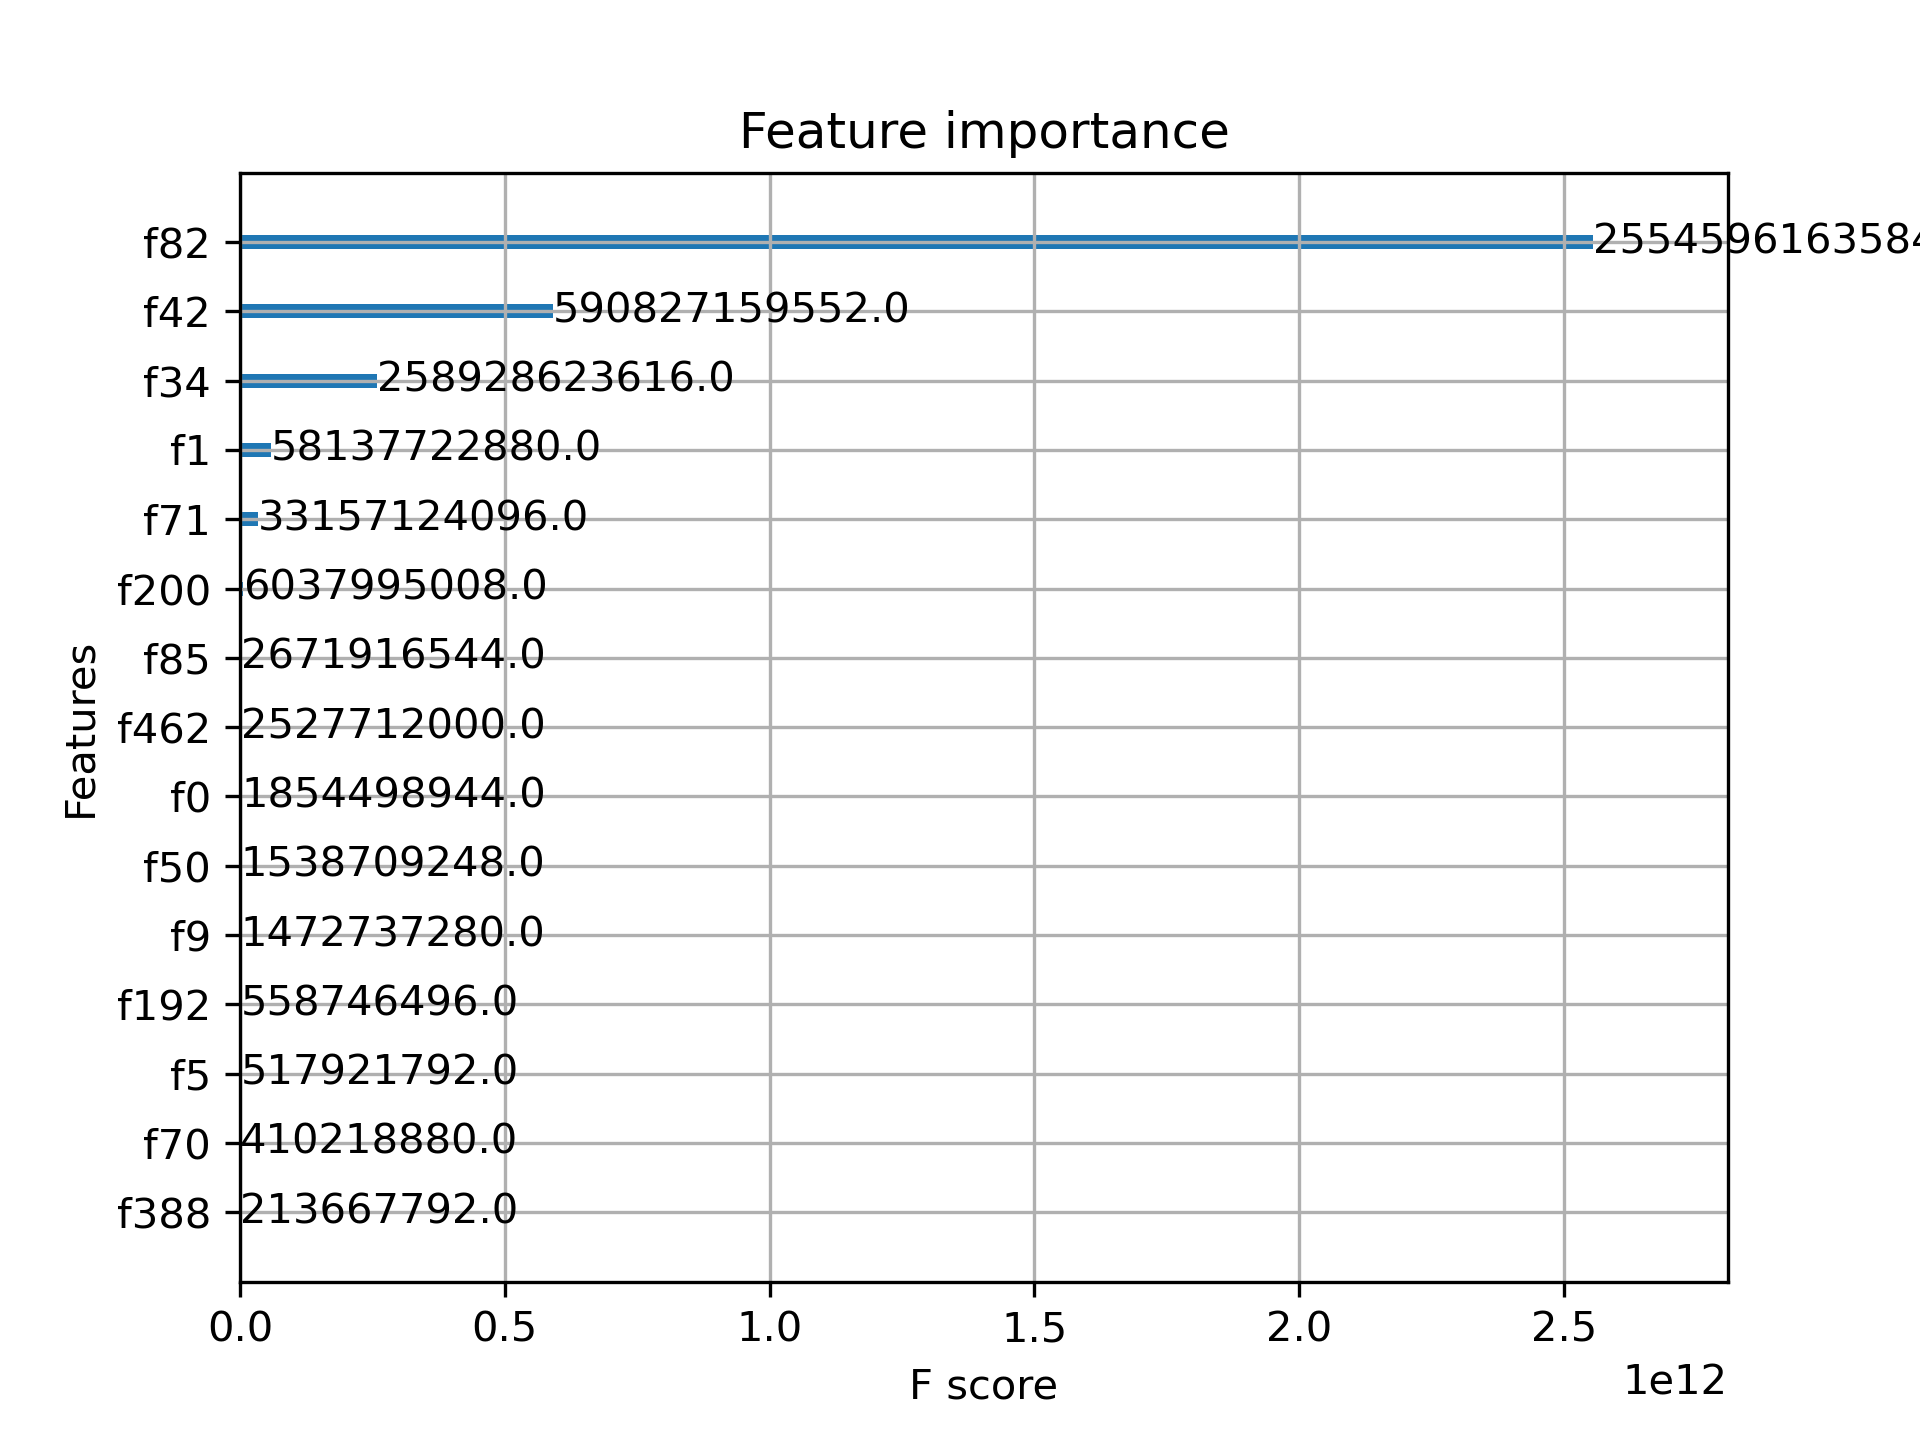 Feature importance
f82 2554596163584
f42 590827159552.0
f34 258928623616.0
f1 58137722880.0
f71 33157124096.0
f200 6037995008.0
f85 2671916544.0
f462 2527712000.0
f0 1854498944.0
f50 1538709248.0
f9 1472737280.0
f192 558746496.0
f5 517921792.0
f70 410218880.0
f388 213667792.0
Features
0.0 0.5 1.0 1.5 2.0 2.5
1e12
F score